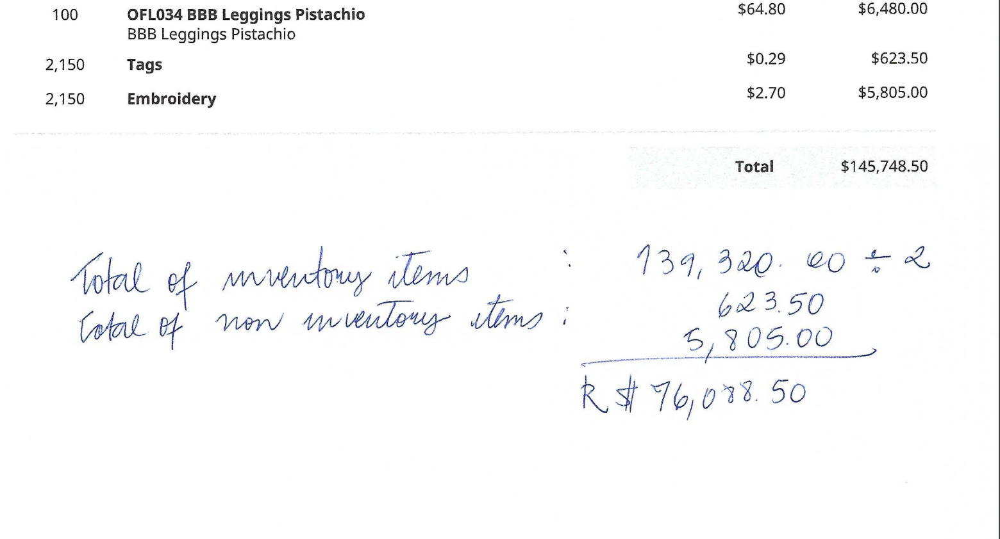 100 OFL034 BBB Leggings Pistachio $64.80 $6,480.00
BBB Leggings Pistachio
2,150 Tags $0.29 $623.50
2,150 Embroidery $2.70 $5,805.00
Total $145,748.50
Total of inventory items : 139,320.00 ÷ 2
Total of non inventory items : 623.50
5,805.00
R$ 76,088.50